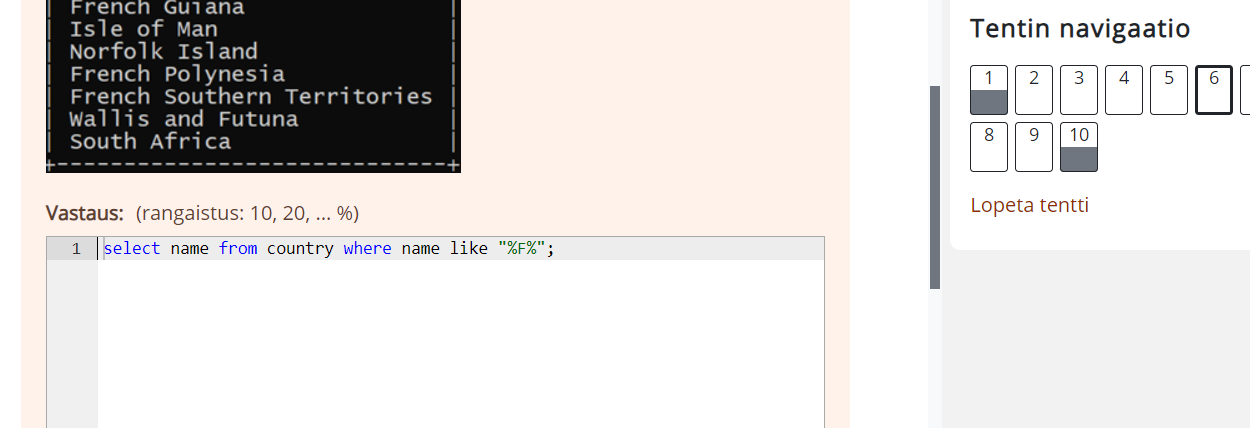 French Guiana
Isle of Man
Norfolk Island
French Polynesia
French Southern Territories
Wallis and Futuna
South Africa
+-----------------------------+
Vastaus: (rangaistus: 10, 20, ... %)
1 select name from country where name like "%F%";
Tentin navigaatio
1 2 3 4 5 6
8 9 10
Lopeta tentti